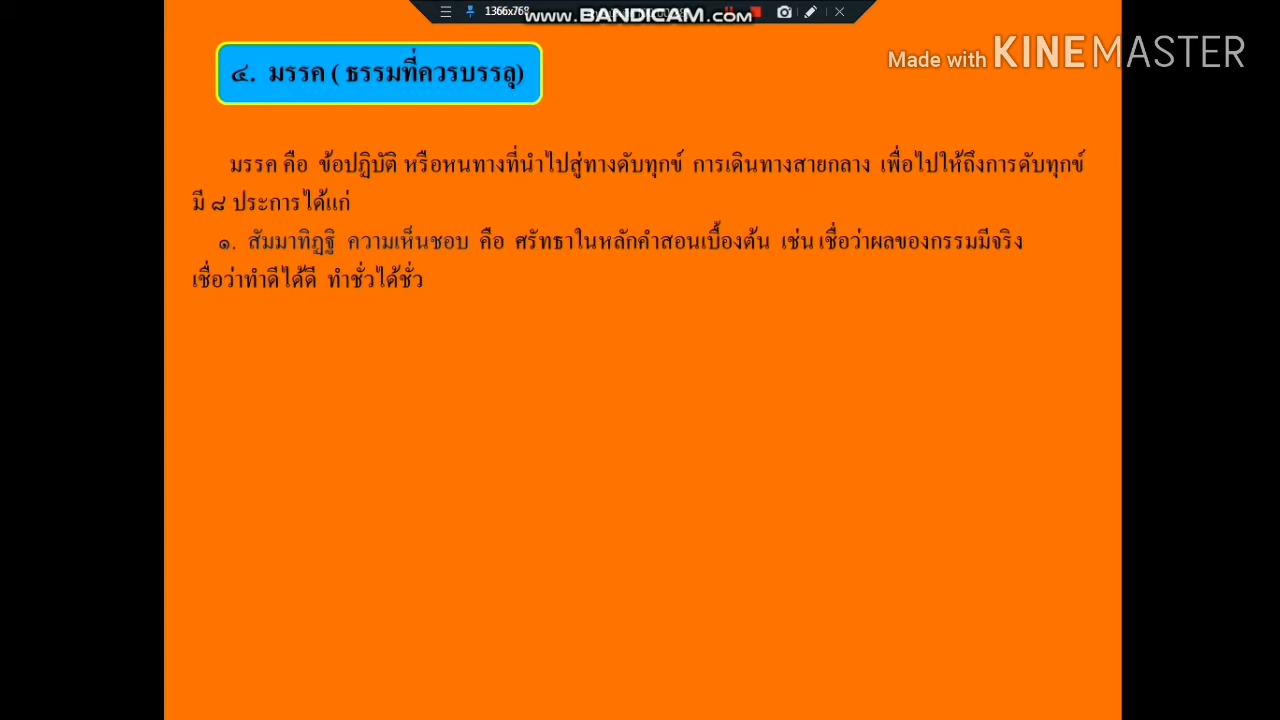 1366x768
www.BANDICAM.com
Made with KINEMASTER
๔. มรรค ( ธรรมที่ควรบรรลุ)
มรรค คือ ข้อปฏิบัติ หรือหนทางที่นำไปสู่ทางดับทุกข์ การเดินทางสายกลาง เพื่อไปให้ถึงการดับทุกข์
มี ๘ ประการได้แก่
๑. สัมมาทิฏฐิ ความเห็นชอบ คือ ศรัทธาในหลักคำสอนเบื้องต้น เช่น เชื่อว่าผลของกรรมมีจริง
เชื่อว่าทำดีได้ดี ทำชั่วได้ชั่ว